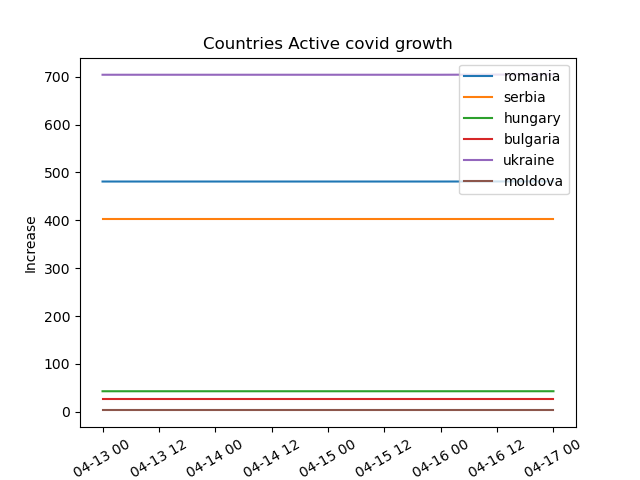 Countries Active covid growth
700
600
500
400
300
200
100
0
Increase
romania
serbia
hungary
bulgaria
ukraine
moldova
04-13 00
04-13 12
04-14 00
04-14 12
04-15 00
04-15 12
04-16 00
04-16 12
04-17 00